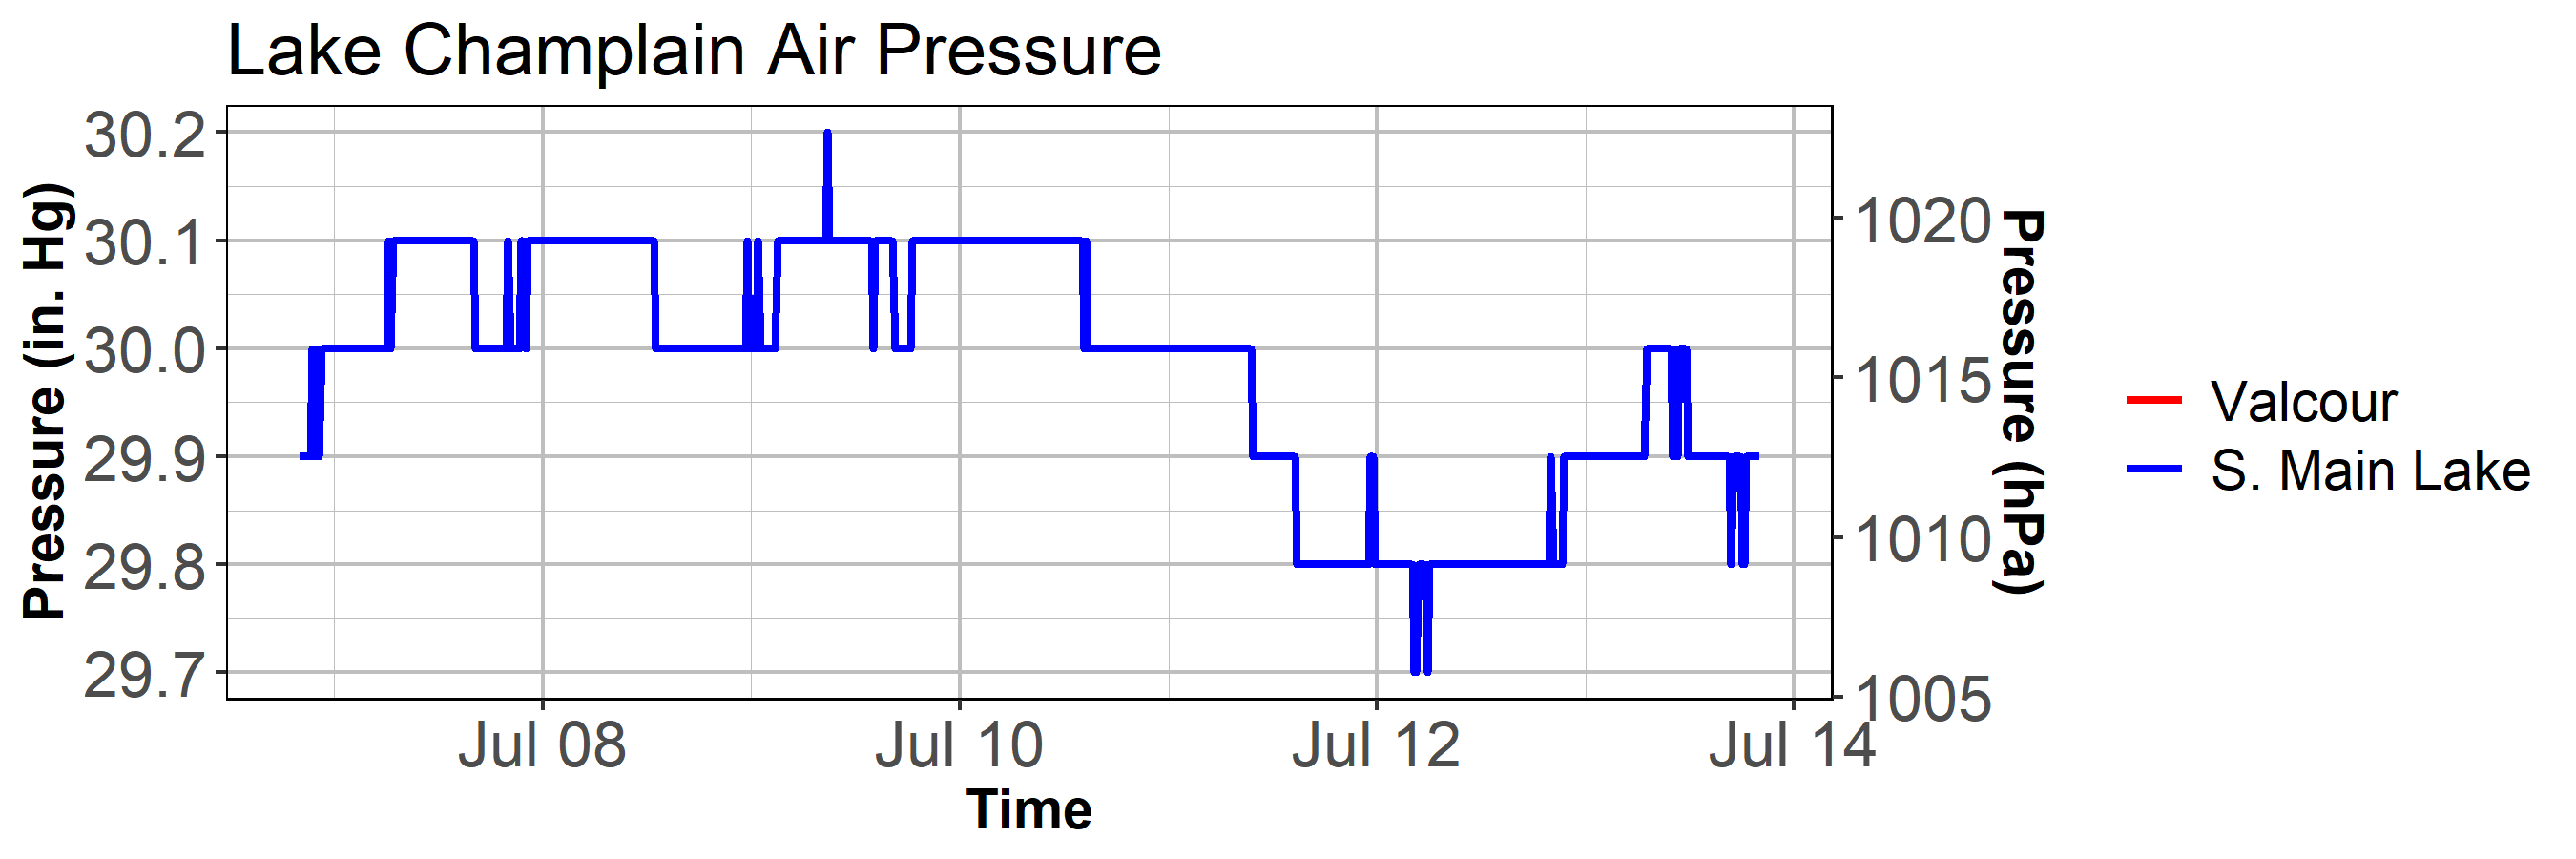 Lake Champlain Air Pressure
Pressure (in. Hg)
30.2
30.1
30.0
29.9
29.8
29.7
1020
1015
1010
1005
Pressure (hPa)
Jul 08
Jul 10
Jul 12
Jul 14
Time
Valcour
S. Main Lake